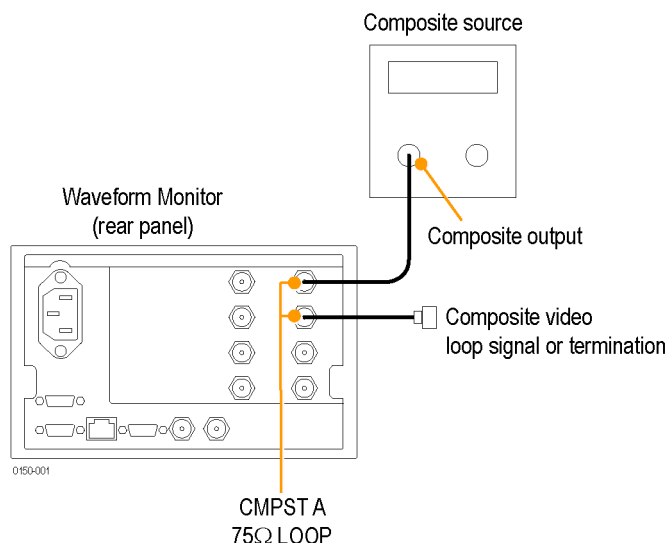 Composite source
Waveform Monitor
(rear panel)
Composite output
Composite video
loop signal or termination
0150-001
CMPST A
75Ω LOOP